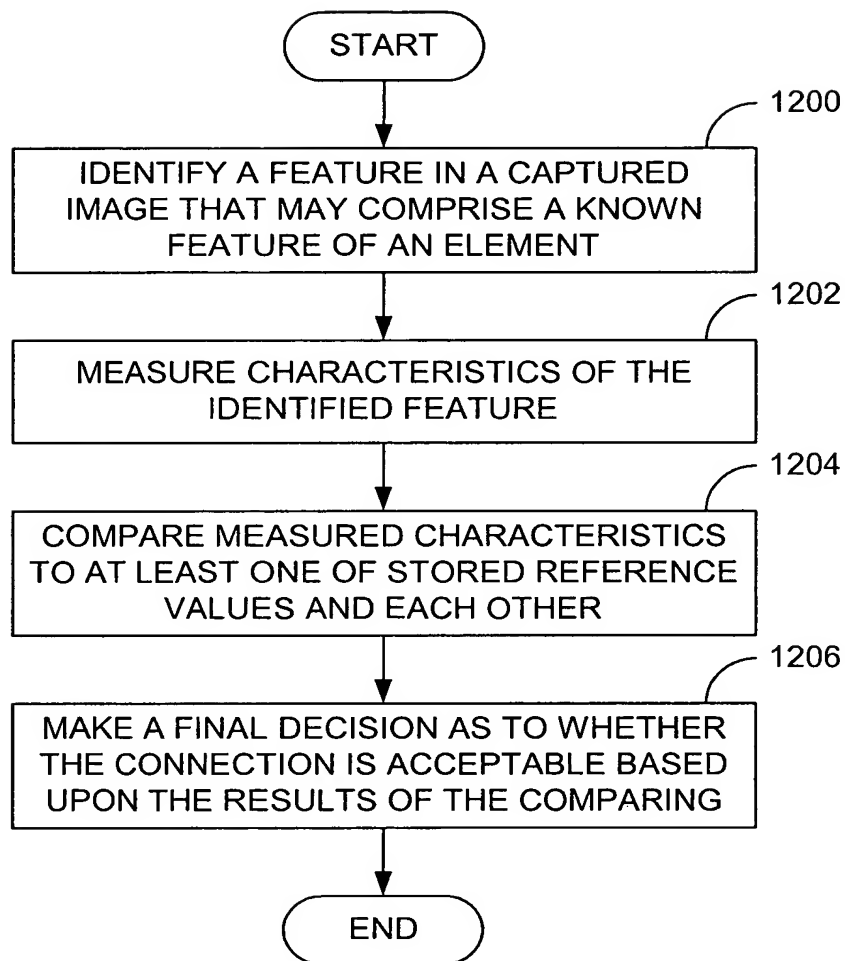 START
1200
IDENTIFY A FEATURE IN A CAPTURED
IMAGE THAT MAY COMPRISE A KNOWN
FEATURE OF AN ELEMENT
1202
MEASURE CHARACTERISTICS OF THE
IDENTIFIED FEATURE
1204
COMPARE MEASURED CHARACTERISTICS
TO AT LEAST ONE OF STORED REFERENCE
VALUES AND EACH OTHER
1206
MAKE A FINAL DECISION AS TO WHETHER
THE CONNECTION IS ACCEPTABLE BASED
UPON THE RESULTS OF THE COMPARING
END